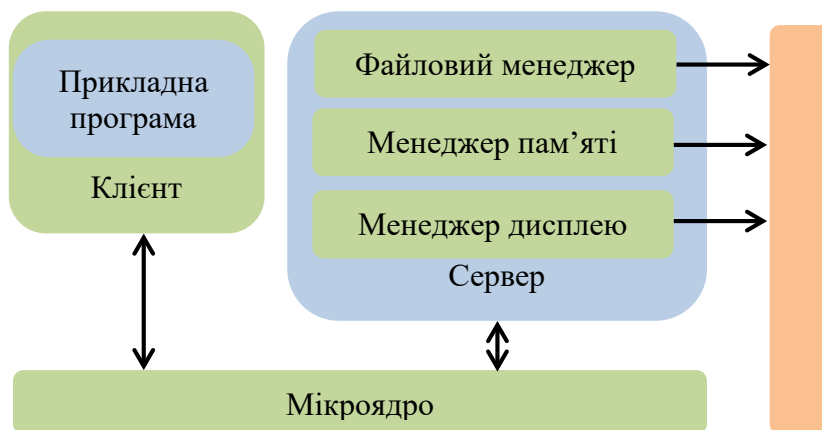 Прикладна
програма
Клієнт
Файловий менеджер
Менеджер пам’яті
Менеджер дисплею
Сервер
Мікроядро